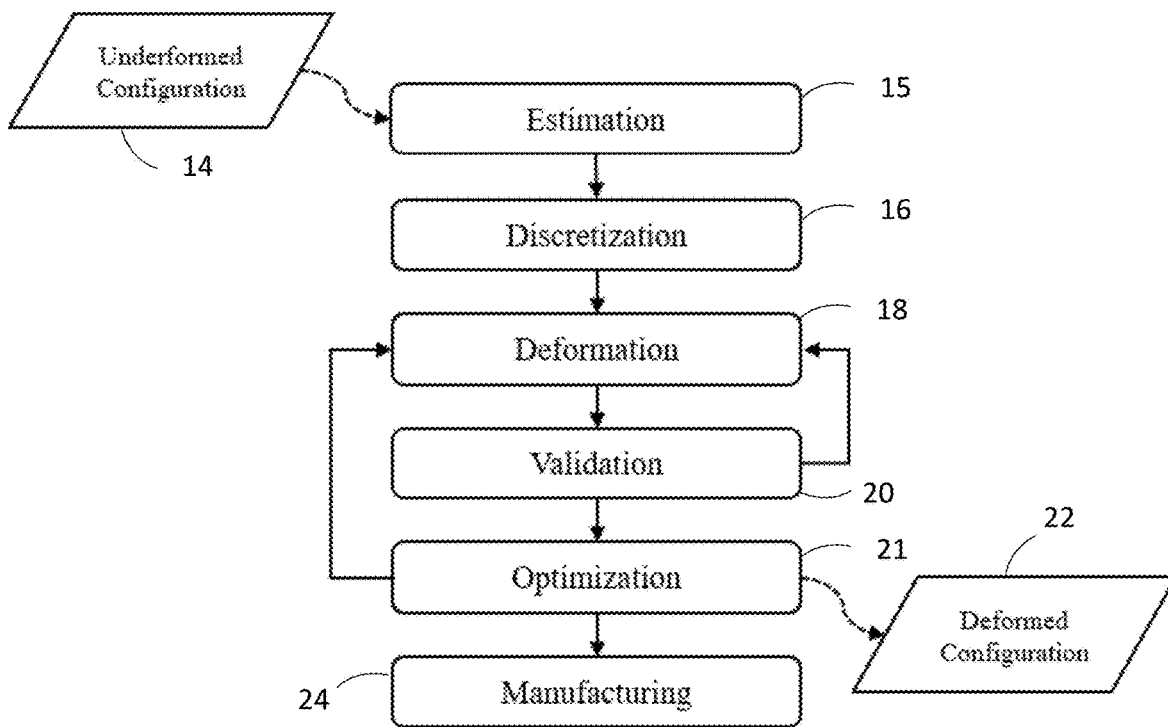 Underformed
Configuration
14
Estimation
15
Discretization
16
Deformation
18
Validation
20
Optimization
21
22
Deformed
Configuration
24
Manufacturing